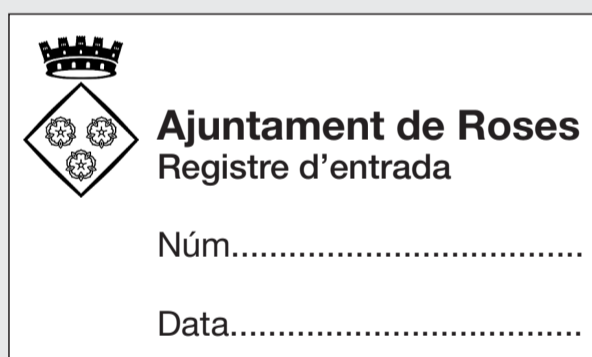 Ajuntament de Roses
Registre d’entrada
Núm.....................................
Data.....................................